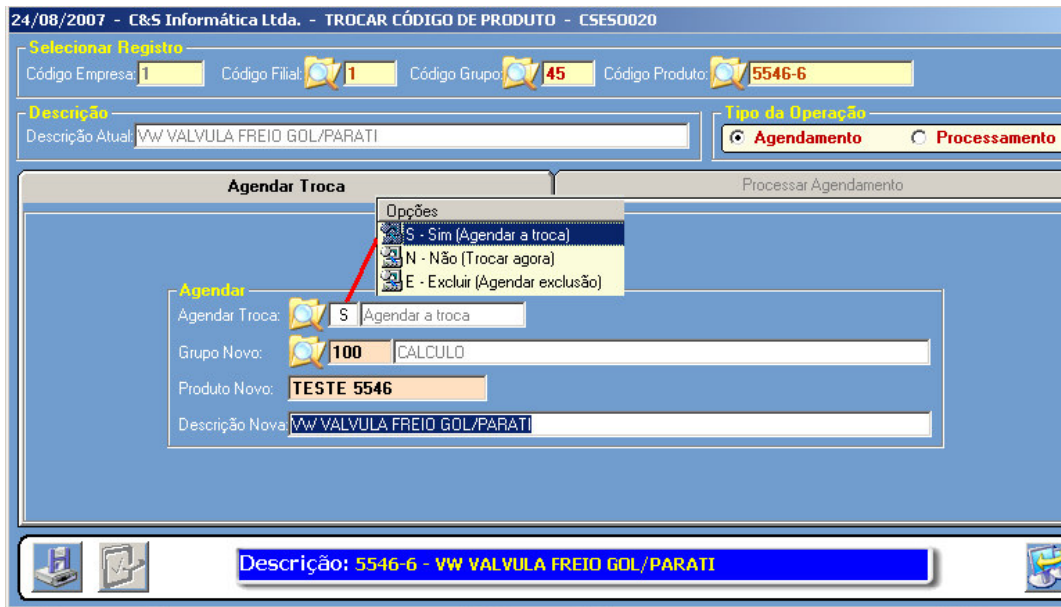 24/08/2007 - C&S Informática Ltda. - TROCAR CÓDIGO DE PRODUTO - CSES0020
Selecionar Registro
Código Empresa: 1 Código Filial: 1 Código Grupo: 45 Código Produto: 5546-6
Descrição
Descrição Atual: VW VALVULA FREIO GOL/PARATI
Tipo da Operação
Agendamento Processamento
Agendar Troca Processar Agendamento
Opções
S - Sim (Agendar a troca)
N - Não (Trocar agora)
E - Excluir (Agendar exclusão)
Agendar
Agendar Troca: S Agendar a troca
Grupo Novo: 100 CALCULO
Produto Novo: TESTE 5546
Descrição Nova: VW VALVULA FREIO GOL/PARATI
Descrição: 5546-6 - VW VALVULA FREIO GOL/PARATI